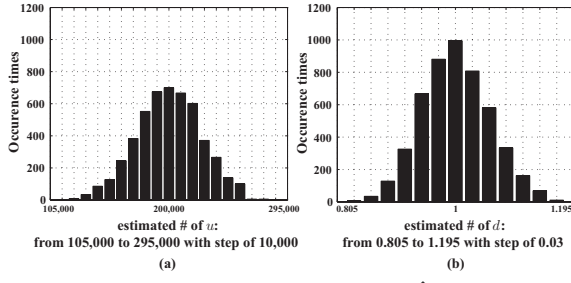 1200
1000
800
600
400
200
0
Occurence times
105,000 200,000 295,000
estimated # of u:
from 105,000 to 295,000 with step of 10,000
(a)
1200
1000
800
600
400
200
0
Occurence times
0.805 1 1.195
estimated # of d:
from 0.805 to 1.195 with step of 0.03
(b)